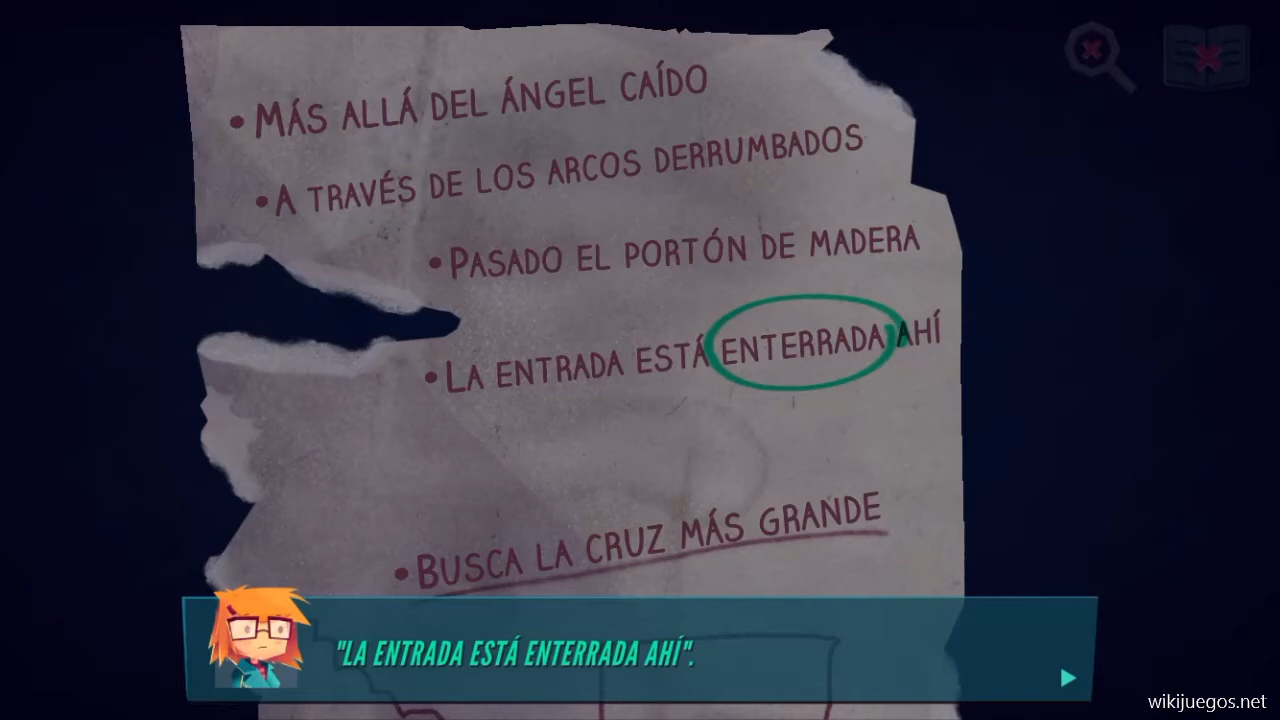 • MÁS ALLÁ DEL ÁNGEL CAÍDO
• A TRAVÉS DE LOS ARCOS DERRUMBADOS
• PASADO EL PORTÓN DE MADERA
• LA ENTRADA ESTÁ ENTERRADA AHÍ
• BUSCA LA CRUZ MÁS GRANDE
"LA ENTRADA ESTÁ ENTERRADA AHÍ".
wikijuegos.net